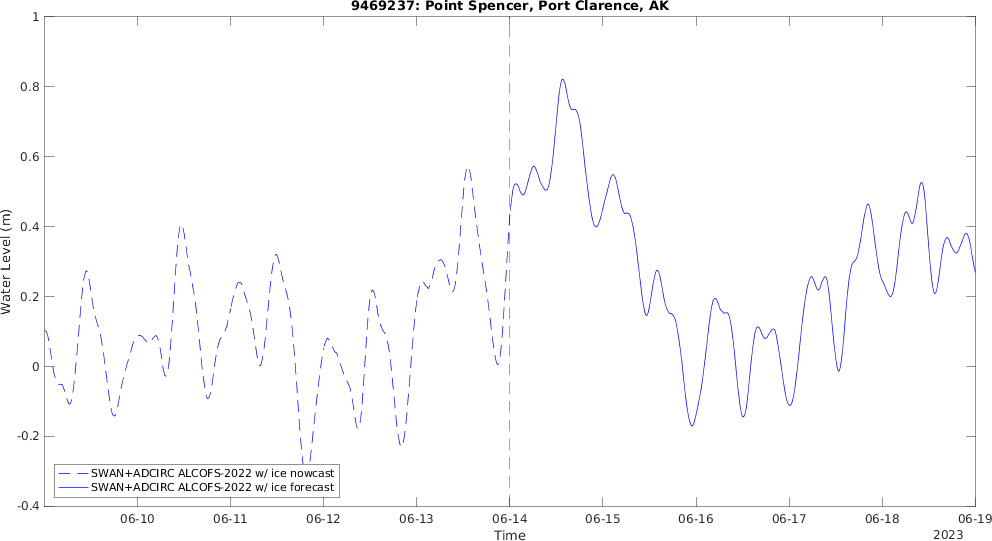 9469237: Point Spencer, Port Clarence, AK
1
0.8
0.6
0.4
0.2
0
-0.2
-0.4
Water Level (m)
SWAN+ADCIRC ALCOFS-2022 w/ ice nowcast
SWAN+ADCIRC ALCOFS-2022 w/ ice forecast
06-10 06-11 06-12 06-13 06-14 06-15 06-16 06-17 06-18 06-19
Time
2023